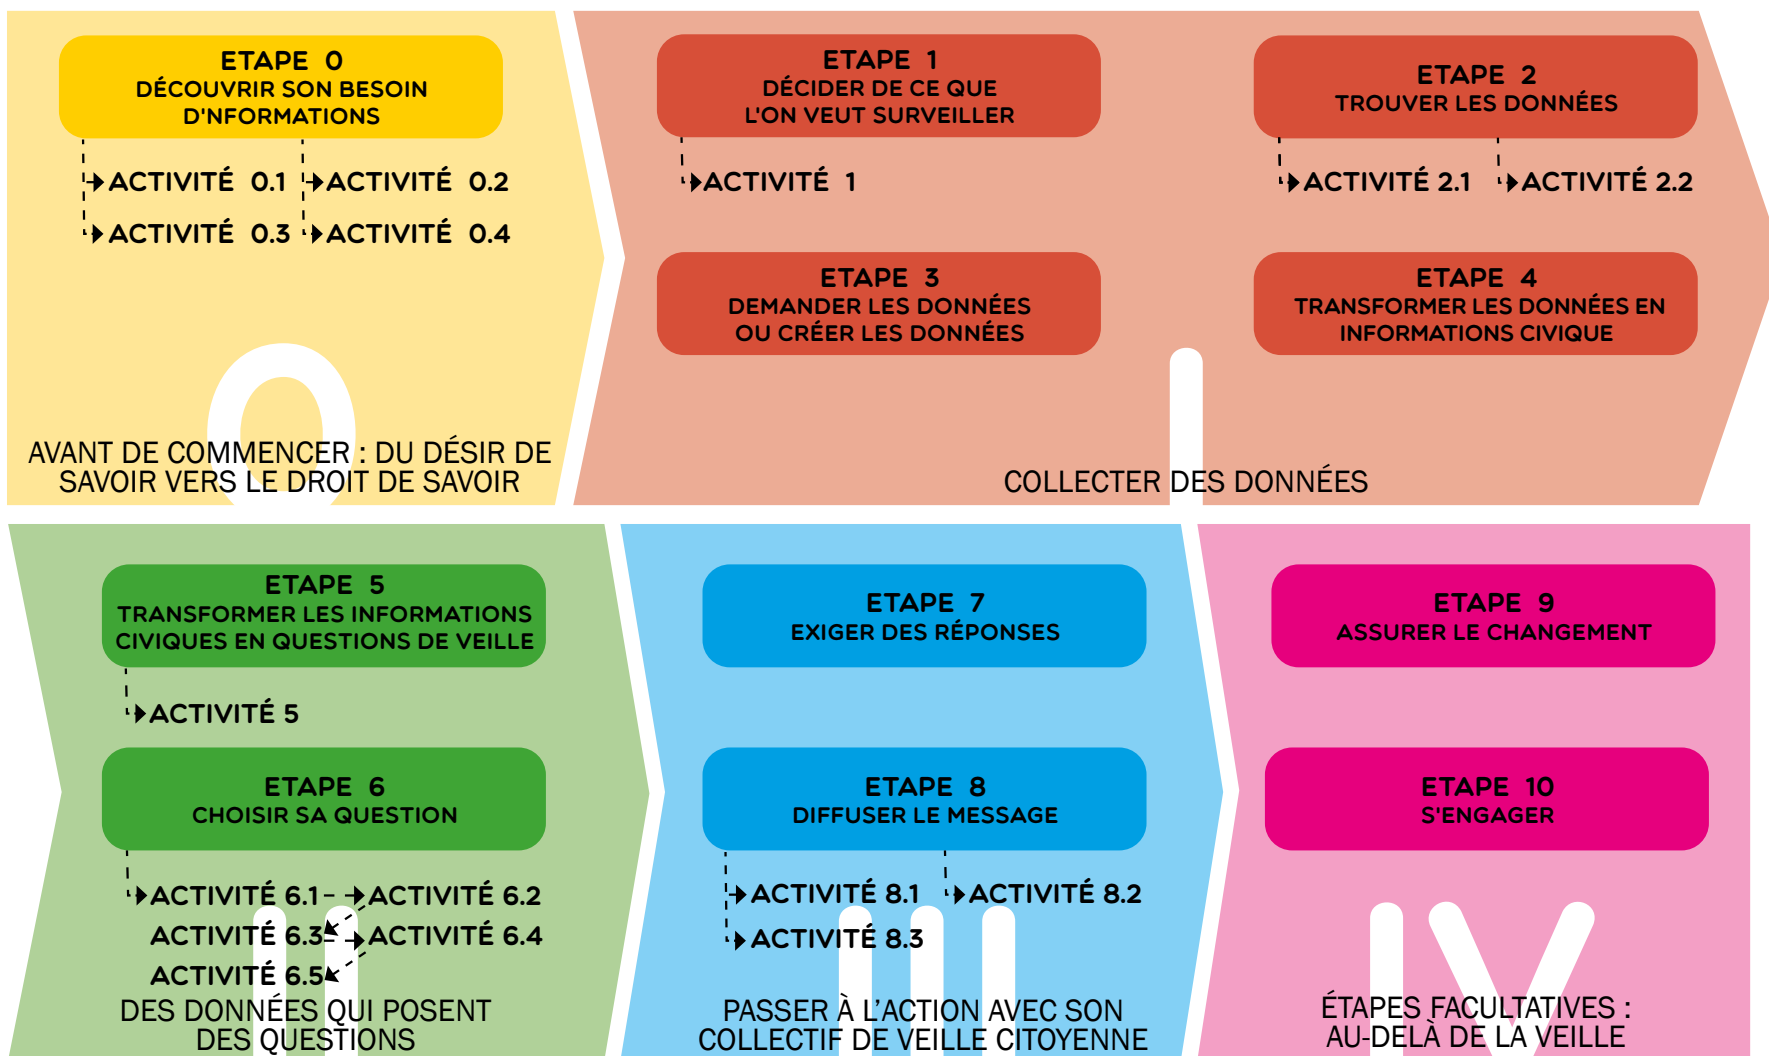 ETAPE 0
DÉCOUVRIR SON BESOIN
D'NFORMATIONS
ACTIVITÉ 0.1
ACTIVITÉ 0.2
ACTIVITÉ 0.3
ACTIVITÉ 0.4
0
AVANT DE COMMENCER : DU DÉSIR DE
SAVOIR VERS LE DROIT DE SAVOIR
ETAPE 1
DÉCIDER DE CE QUE
L'ON VEUT SURVEILLER
ACTIVITÉ 1
ETAPE 2
TROUVER LES DONNÉES
ACTIVITÉ 2.1
ACTIVITÉ 2.2
ETAPE 3
DEMANDER LES DONNÉES
OU CRÉER LES DONNÉES
ETAPE 4
TRANSFORMER LES DONNÉES EN
INFORMATIONS CIVIQUE
I
COLLECTER DES DONNÉES
ETAPE 5
TRANSFORMER LES INFORMATIONS
CIVIQUES EN QUESTIONS DE VEILLE
ACTIVITÉ 5
ETAPE 6
CHOISIR SA QUESTION
ACTIVITÉ 6.1
ACTIVITÉ 6.2
ACTIVITÉ 6.3
ACTIVITÉ 6.4
ACTIVITÉ 6.5
II
DES DONNÉES QUI POSENT
DES QUESTIONS
ETAPE 7
EXIGER DES RÉPONSES
ETAPE 8
DIFFUSER LE MESSAGE
ACTIVITÉ 8.1
ACTIVITÉ 8.2
ACTIVITÉ 8.3
III
PASSER À L'ACTION AVEC SON
COLLECTIF DE VEILLE CITOYENNE
ETAPE 9
ASSURER LE CHANGEMENT
ETAPE 10
S'ENGAGER
IV
ÉTAPES FACULTATIVES :
AU-DELÀ DE LA VEILLE